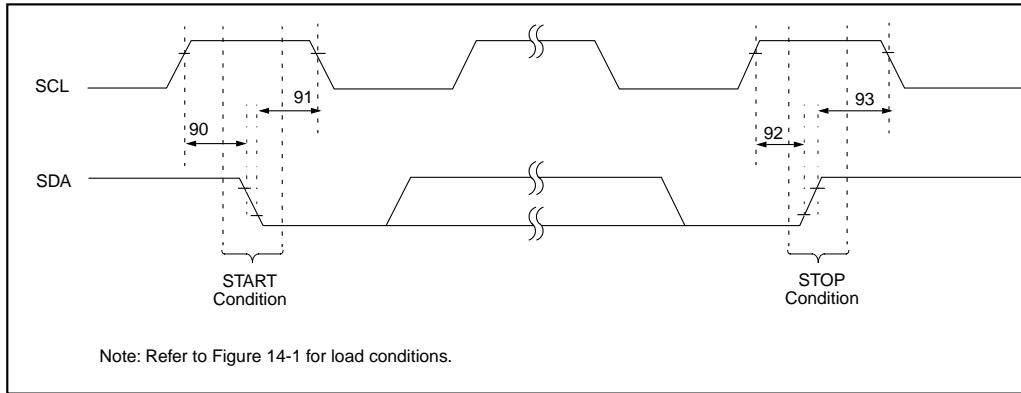 SCL
91
93
90
92
SDA
START
Condition
STOP
Condition
Note: Refer to Figure 14-1 for load conditions.